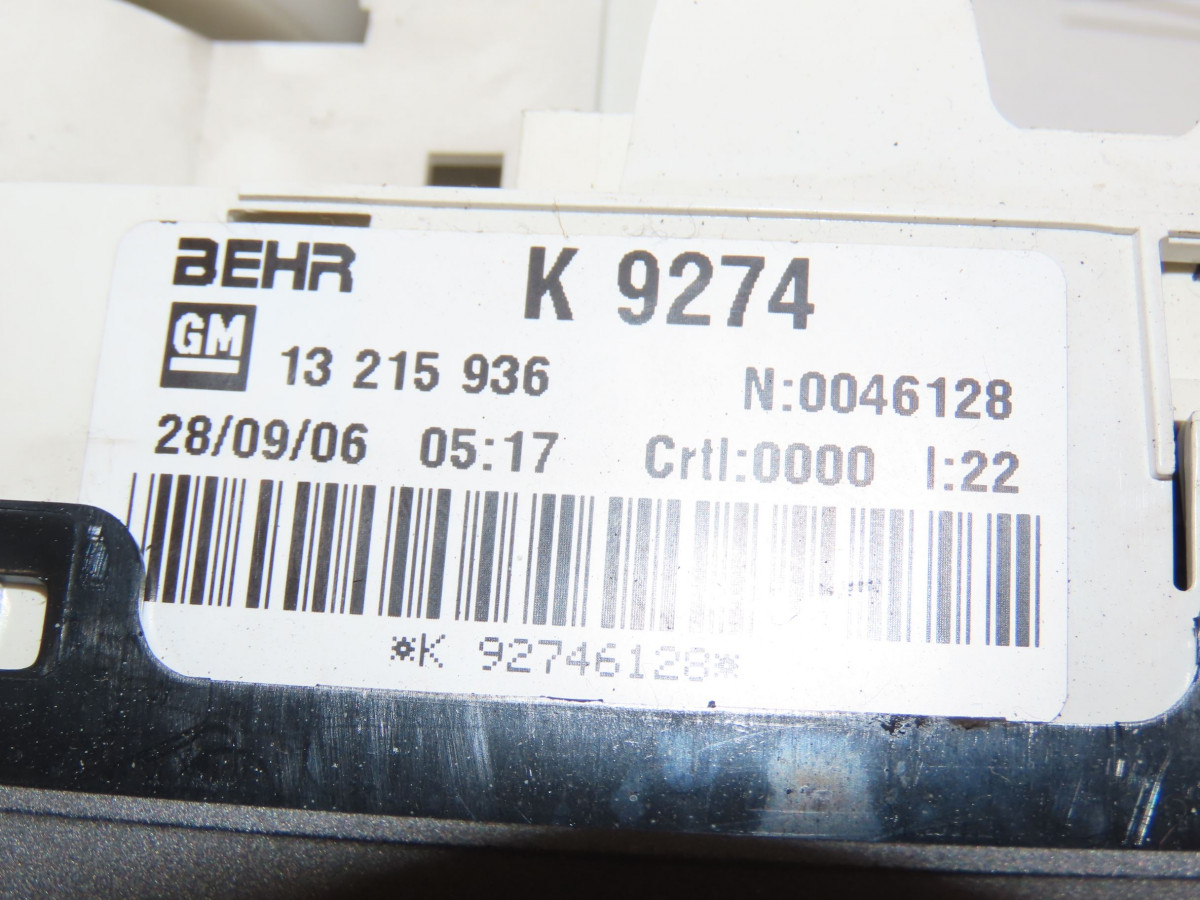 BEHR K 9274
GM 13 215 936 N:0046128
28/09/06 05:17 Crtl:0000 I:22
*K 92746128*